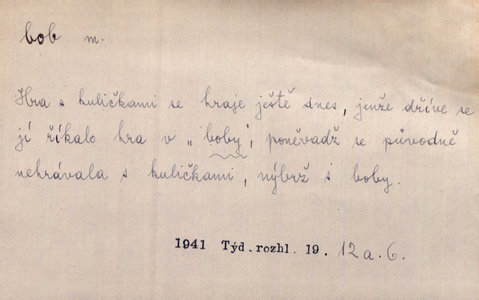 bob m.
Hra s kuličkami se hraje ještě dnes, jenže dříve se
jí říkalo hra v „boby", poněvadž se původně
nehrávala s kuličkami, nýbrž s boby.
1941 Týd. rozhl. 19. 12 a. 6.